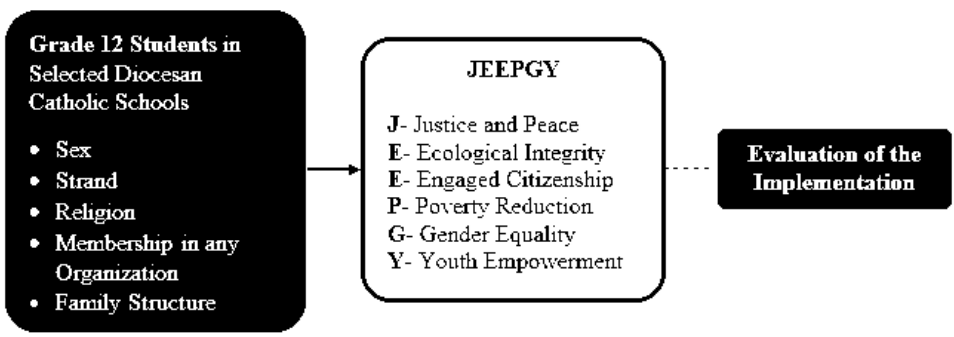 Grade 12 Students in
Selected Diocesan
Catholic Schools
• Sex
• Strand
• Religion
• Membership in any
Organization
• Family Structure
JEEPGY
J- Justice and Peace
E- Ecological Integrity
E- Engaged Citizenship
P- Poverty Reduction
G- Gender Equality
Y- Youth Empowerment
Evaluation of the
Implementation